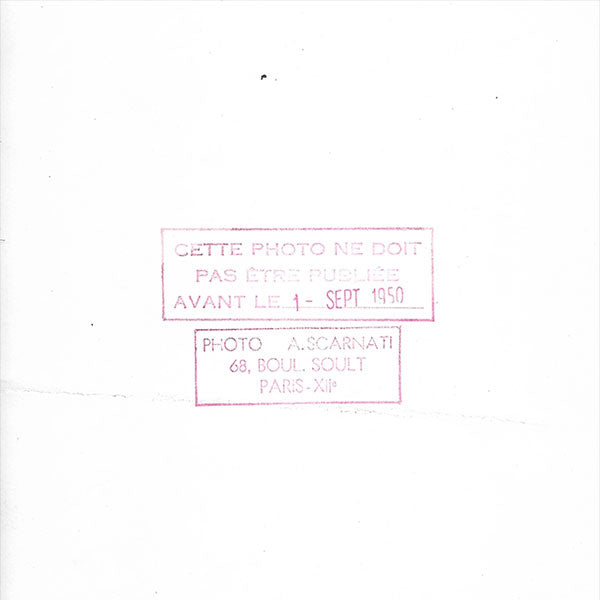 CETTE PHOTO NE DOIT
PAS ÊTRE PUBLIÉE
AVANT LE 1 - SEPT 1950
PHOTO A. SCARNATI
68, BOUL. SOULT
PARIS - XIIe